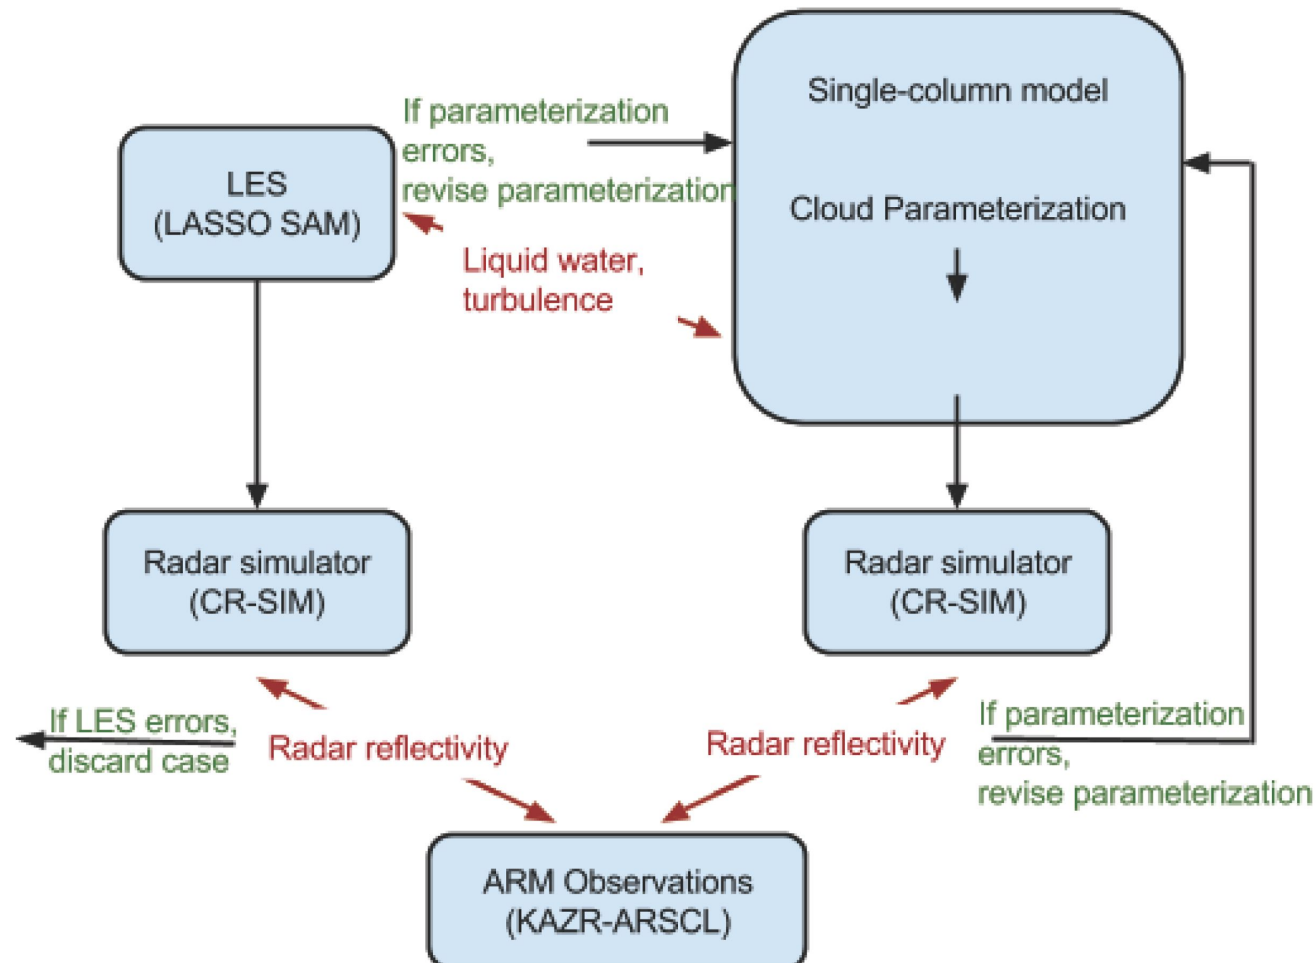 Single-column model
If parameterization
errors,
revise parameterization
LES
(LASSO SAM)
Cloud Parameterization
Liquid water,
turbulence
Radar simulator
(CR-SIM)
Radar simulator
(CR-SIM)
If LES errors,
discard case
Radar reflectivity
Radar reflectivity
If parameterization
errors,
revise parameterization
ARM Observations
(KAZR-ARSCL)